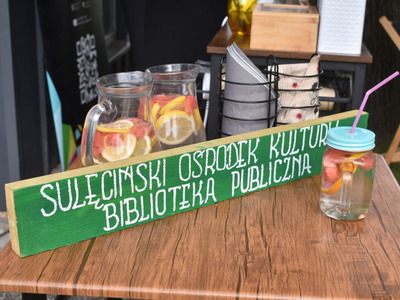 SULĘCIŃSKI OŚRODEK KULTURY
BIBLIOTEKA PUBLICZNA